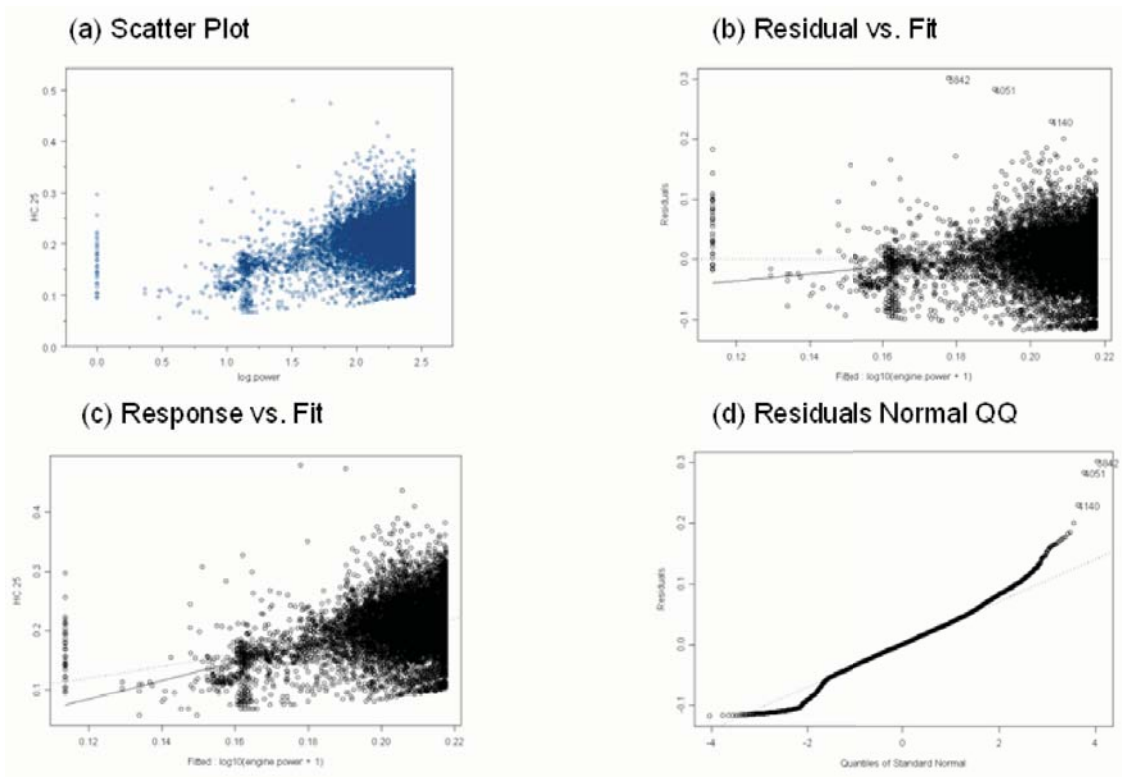 (a) Scatter Plot
0.5
0.4
0.3
0.2
0.1
0.0
HC.25
0.0 0.5 1.0 1.5 2.0 2.5
log.power
(b) Residual vs. Fit
0.3
0.2
0.1
0.0
-0.1
Residuals
4051
4140
0.12 0.14 0.16 0.18 0.20 0.22
Fitted : log10(engine power + 1)
(c) Response vs. Fit
0.4
0.3
0.2
0.1
HC.25
0.12 0.14 0.16 0.18 0.20 0.22
Fitted : log10(engine power + 1)
(d) Residuals Normal QQ
0.3
0.2
0.1
0.0
-0.1
Residuals
4051
4140
-4 -2 0 2 4
Quantiles of Standard Normal